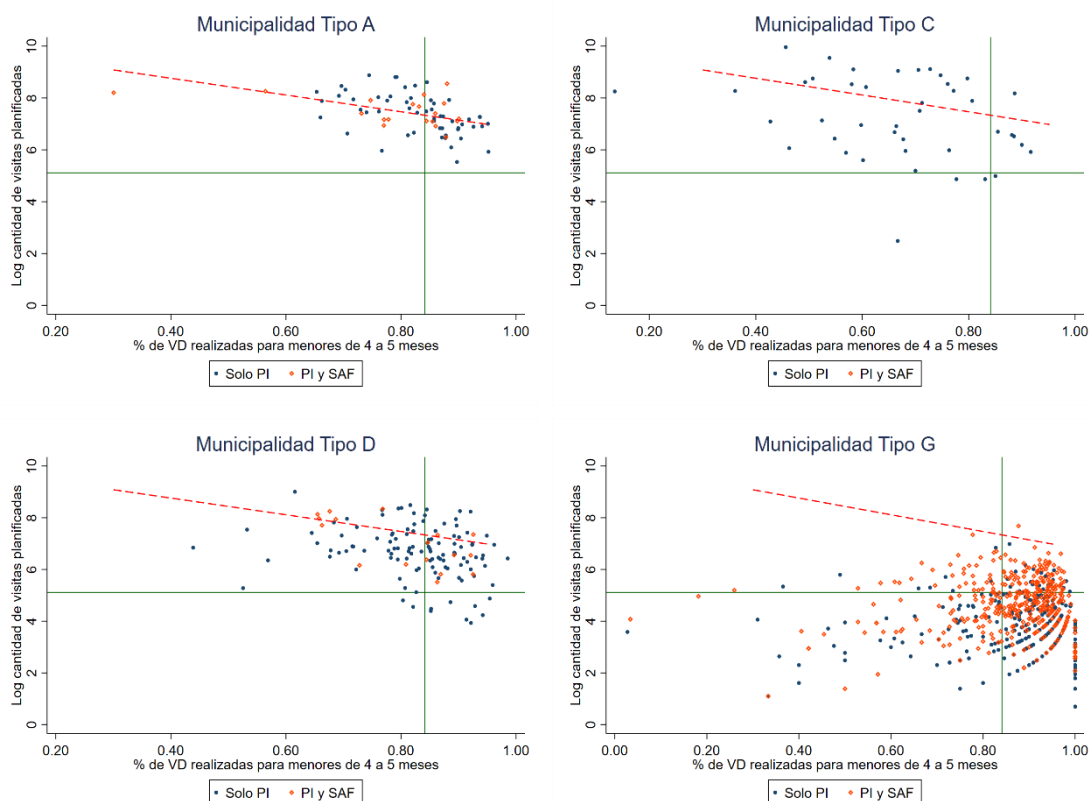 Municipalidad Tipo A
Log cantidad de visitas planificadas
10
8
6
4
2
0
0.20 0.40 0.60 0.80 1.00
% de VD realizadas para menores de 4 a 5 meses
Solo PI PI y SAF
Municipalidad Tipo C
Log cantidad de visitas planificadas
10
8
6
4
2
0
0.20 0.40 0.60 0.80 1.00
% de VD realizadas para menores de 4 a 5 meses
Solo PI PI y SAF
Municipalidad Tipo D
Log cantidad de visitas planificadas
10
8
6
4
2
0
0.20 0.40 0.60 0.80 1.00
% de VD realizadas para menores de 4 a 5 meses
Solo PI PI y SAF
Municipalidad Tipo G
Log cantidad de visitas planificadas
10
8
6
4
2
0
0.00 0.20 0.40 0.60 0.80 1.00
% de VD realizadas para menores de 4 a 5 meses
Solo PI PI y SAF